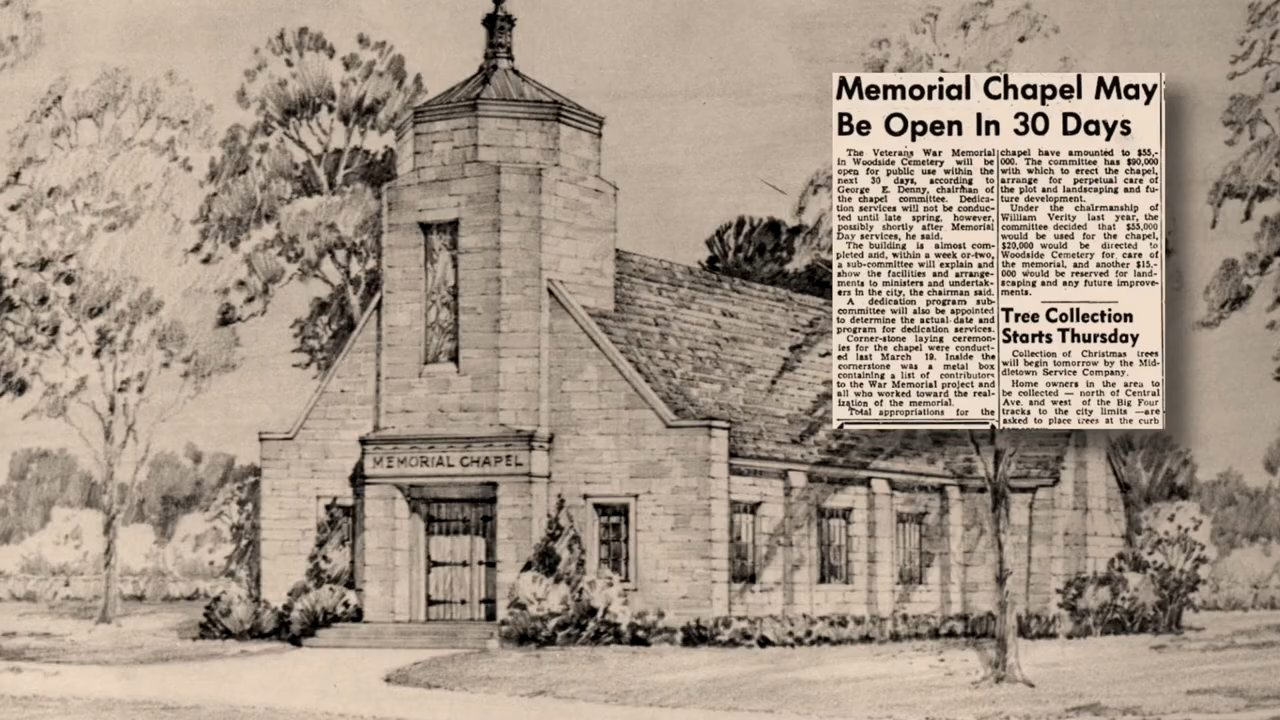 MEMORIAL CHAPEL
Memorial Chapel May
Be Open In 30 Days
The Veterans War Memorial
in Woodside Cemetery will be
open for public use within the
next 30 days, according to
George E. Denny, chairman of
the chapel committee. Dedica-
tion services will not be conduc-
ted until late spring, however,
possibly shortly after Memorial
Day services, he said.
The building is almost com-
pleted and, within a week or two,
a sub-committee will explain and
show the facilities and arrange-
ments to ministers and undertak-
ers in the city, the chairman said.
A dedication program sub-
committee will also be appointed
to determine the actual date and
program for dedication services.
Corner-stone laying ceremon-
ies for the chapel were conduct-
ed last March 19. Inside the
cornerstone was a metal box
containing a list of contributors
to the War Memorial project and
all who worked toward the real-
ization of the memorial.
Total appropriations for the
chapel have amounted to $55,-
000. The committee has $90,000
with which to erect the chapel,
arrange for perpetual care of
the plot and landscaping and fu-
ture development.
Under the chairmanship of
William Verity last year, the
committee decided that $55,000
would be used for the chapel,
$20,000 would be directed to
Woodside Cemetery for care of
the memorial, and another $15,-
000 would be reserved for land-
scaping and any future improve-
ments.
Tree Collection
Starts Thursday
Collection of Christmas trees
will begin tomorrow by the Mid-
dletown Service Company.
Home owners in the area to
be collected — north of Central
Ave. and west of the Big Four
tracks to the city limits —are
asked to place trees at the curb